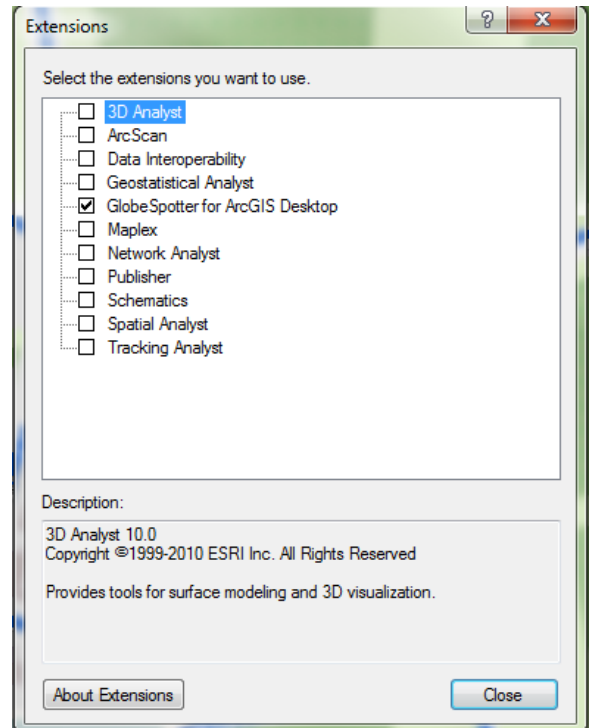 Extensions
?
X
Select the extensions you want to use.
3D Analyst
ArcScan
Data Interoperability
Geostatistical Analyst
GlobeSpotter for ArcGIS Desktop
Maplex
Network Analyst
Publisher
Schematics
Spatial Analyst
Tracking Analyst
Description:
3D Analyst 10.0
Copyright ©1999-2010 ESRI Inc. All Rights Reserved
Provides tools for surface modeling and 3D visualization.
About Extensions
Close